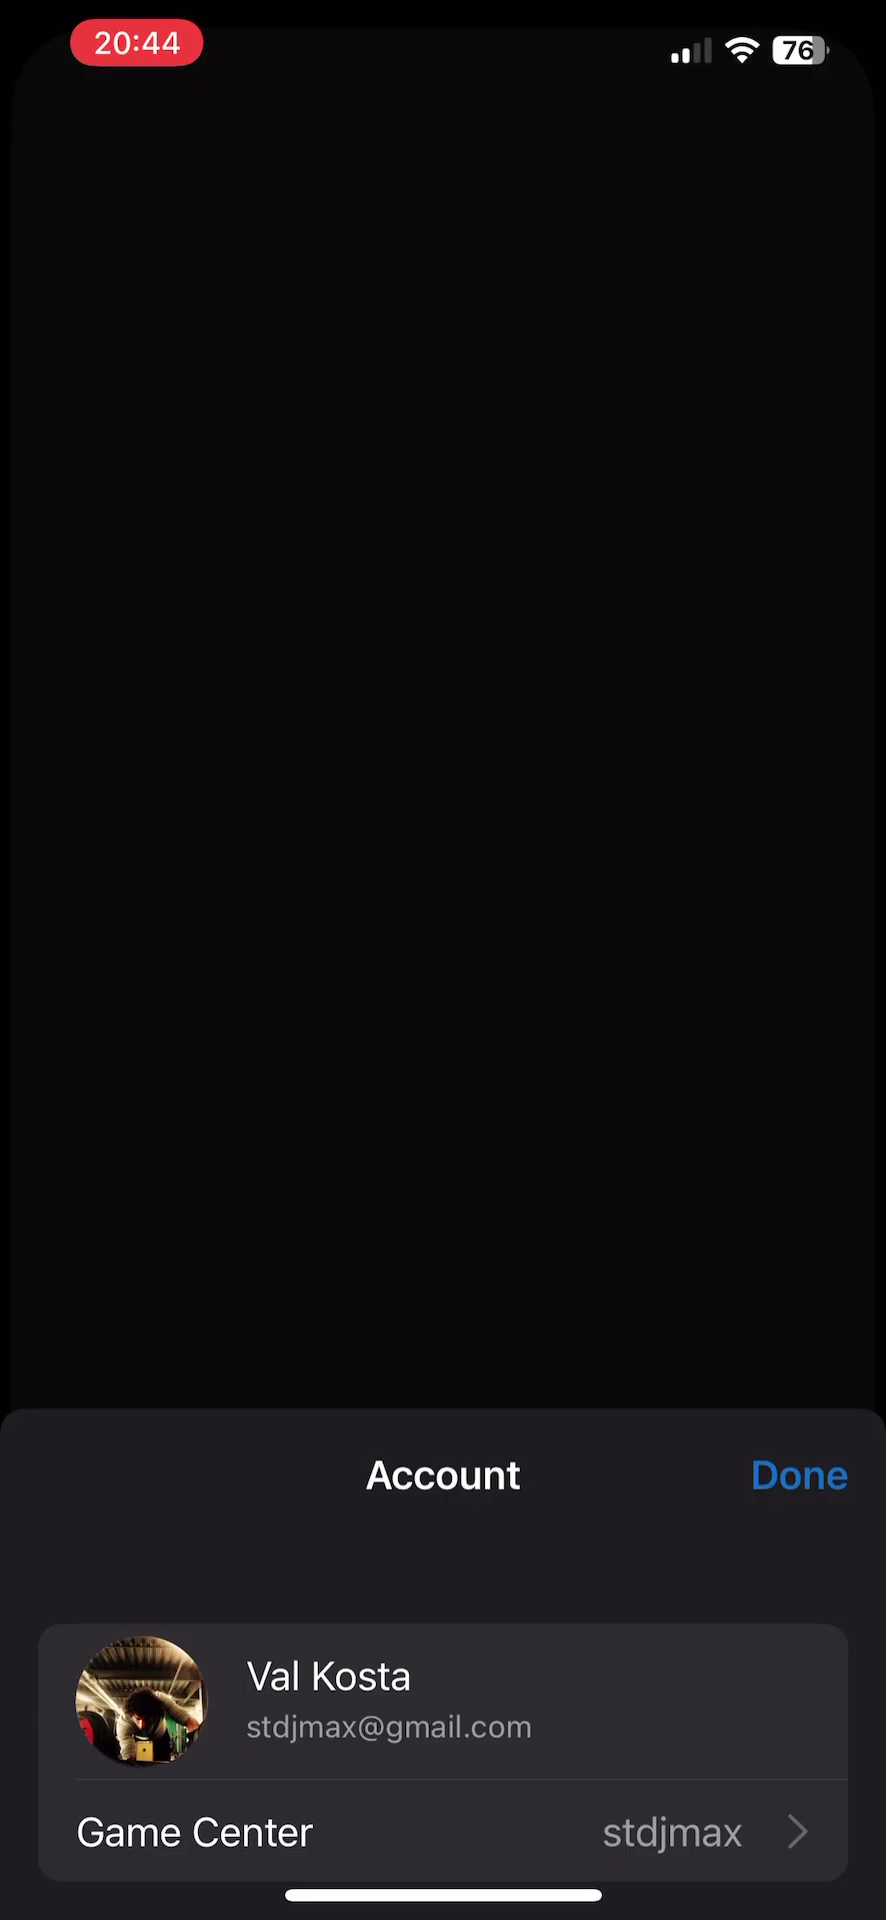 20:44
76
Account
Done
Val Kosta
stdjmax@gmail.com
Game Center
stdjmax